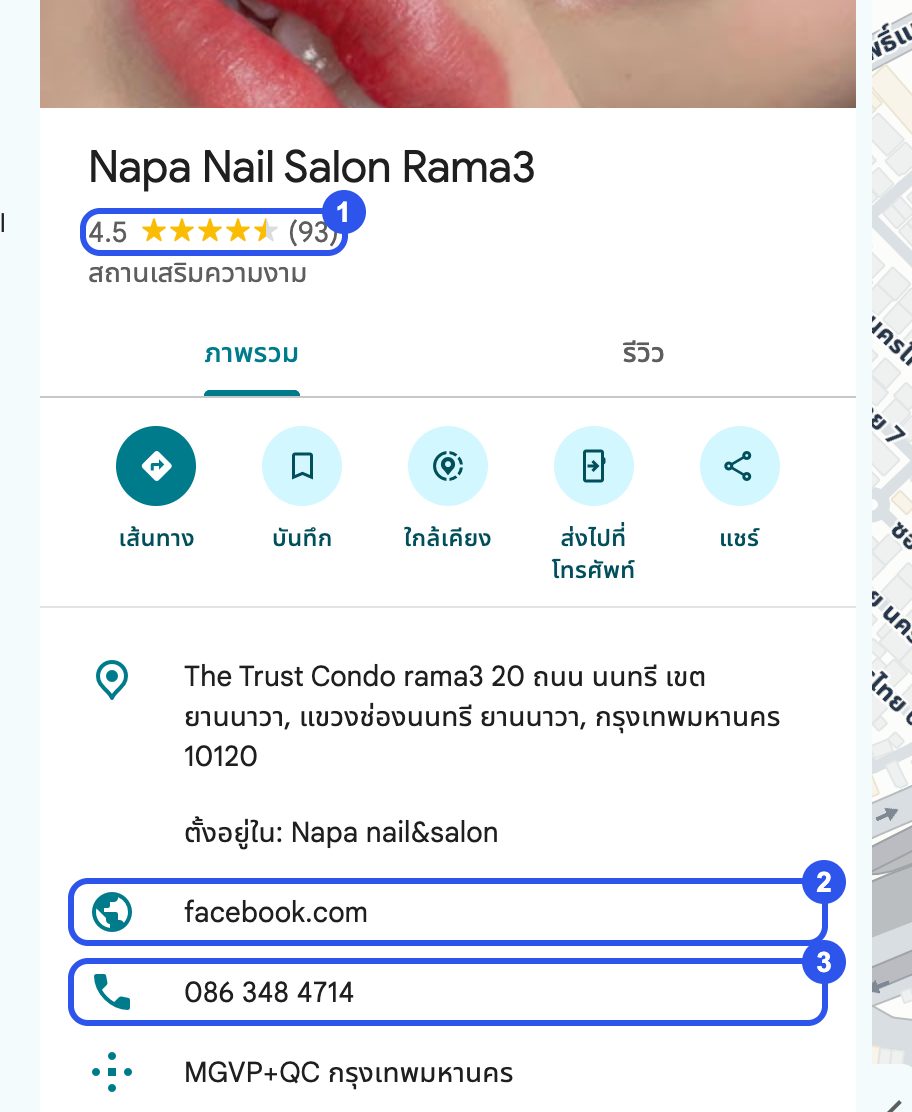 Napa Nail Salon Rama3
1
4.5 (93)
สถานเสริมความงาม
ภาพรวม รีวิว
เส้นทาง บันทึก ใกล้เคียง ส่งไปที่ แชร์
โทรศัพท์
The Trust Condo rama3 20 ถนน นนทรี เขต
ยานนาวา, แขวงช่องนนทรี ยานนาวา, กรุงเทพมหานคร
10120
ตั้งอยู่ใน: Napa nail&salon
2
facebook.com
3
086 348 4714
MGVP+QC กรุงเทพมหานคร